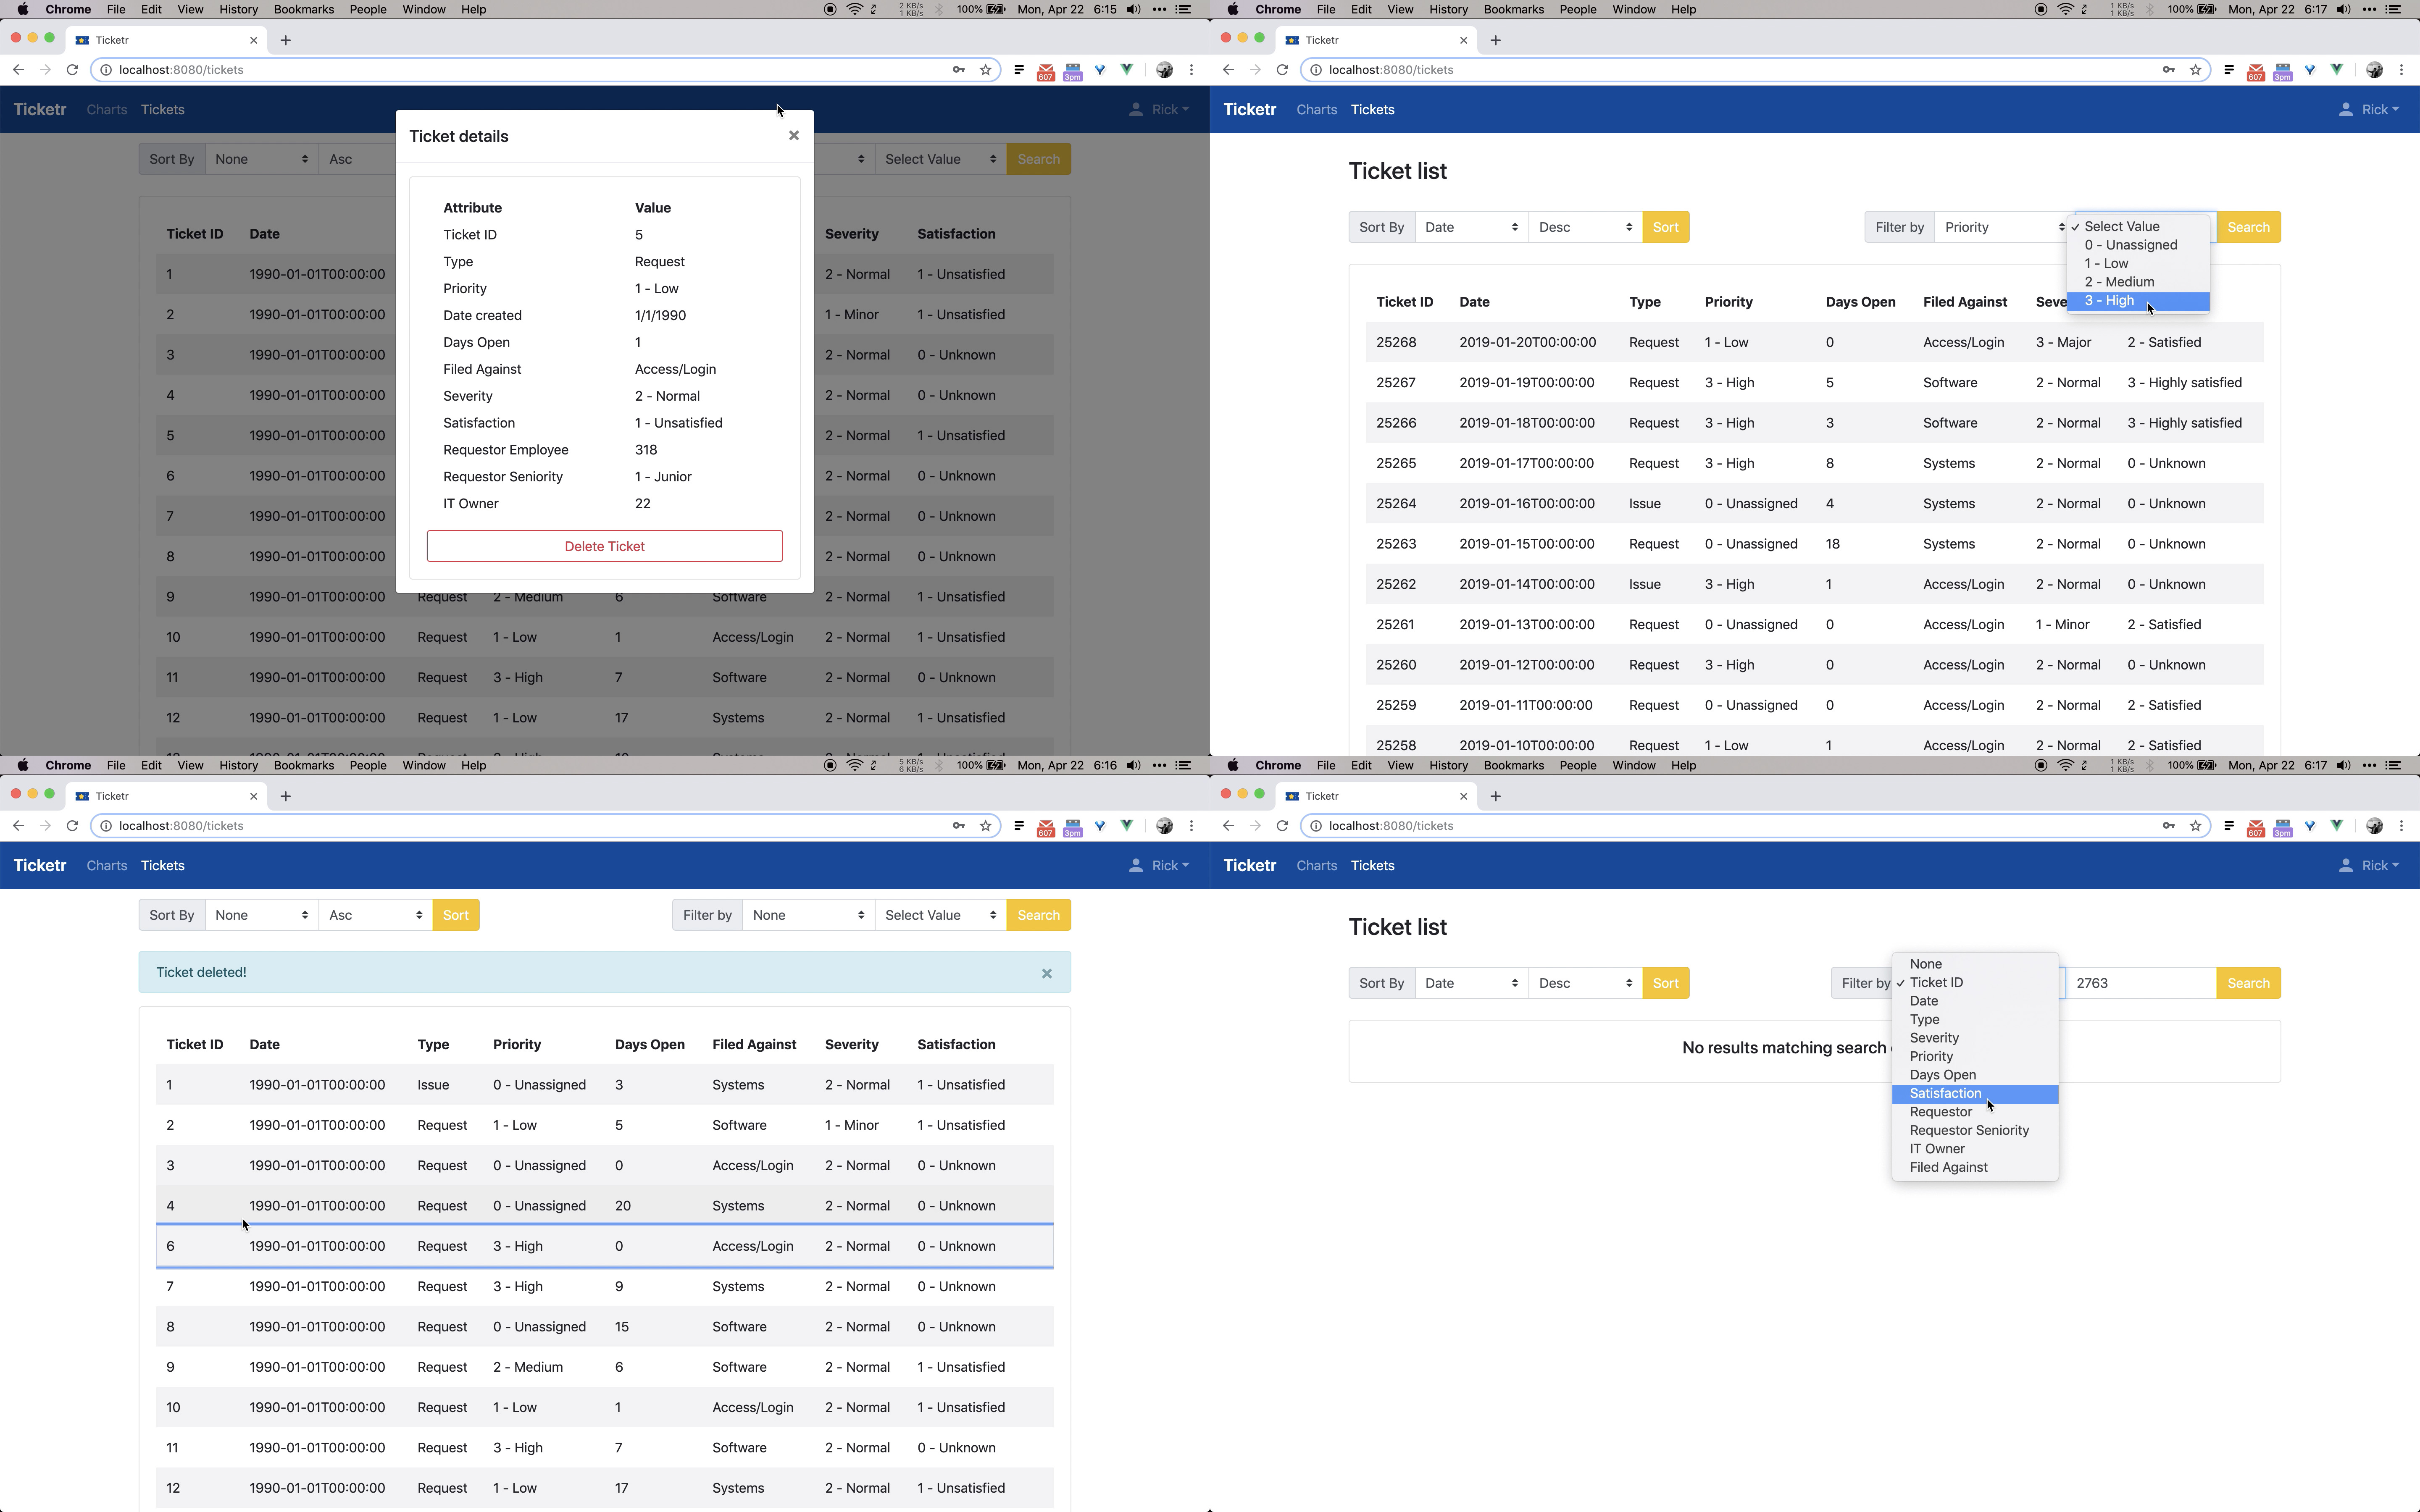 Chrome File Edit View History Bookmarks People Window Help 2 KB/s 1 KB/s 100% Mon, Apr 22 6:15
Ticketr
localhost:8080/tickets 607 3pm
Ticketr Charts Tickets Rick
Sort By None Asc Select Value Search
Ticket ID Date Severity Satisfaction
1 1990-01-01T00:00:00 2 - Normal 1 - Unsatisfied
2 1990-01-01T00:00:00 1 - Minor 1 - Unsatisfied
3 1990-01-01T00:00:00 2 - Normal 0 - Unknown
4 1990-01-01T00:00:00 2 - Normal 0 - Unknown
5 1990-01-01T00:00:00 2 - Normal 1 - Unsatisfied
6 1990-01-01T00:00:00 2 - Normal 0 - Unknown
7 1990-01-01T00:00:00 2 - Normal 0 - Unknown
8 1990-01-01T00:00:00 2 - Normal 0 - Unknown
9 1990-01-01T00:00:00 Request 2 - Medium 6 Software 2 - Normal 1 - Unsatisfied
10 1990-01-01T00:00:00 Request 1 - Low 1 Access/Login 2 - Normal 1 - Unsatisfied
11 1990-01-01T00:00:00 Request 3 - High 7 Software 2 - Normal 0 - Unknown
12 1990-01-01T00:00:00 Request 1 - Low 17 Systems 2 - Normal 1 - Unsatisfied
Ticket details
Attribute Value
Ticket ID 5
Type Request
Priority 1 - Low
Date created 1/1/1990
Days Open 1
Filed Against Access/Login
Severity 2 - Normal
Satisfaction 1 - Unsatisfied
Requestor Employee 318
Requestor Seniority 1 - Junior
IT Owner 22
Delete Ticket
Chrome File Edit View History Bookmarks People Window Help 1 KB/s 1 KB/s 100% Mon, Apr 22 6:17
Ticketr
localhost:8080/tickets 607 3pm
Ticketr Charts Tickets Rick
Ticket list
Sort By Date Desc Sort Filter by Priority Search
Select Value
0 - Unassigned
1 - Low
2 - Medium
3 - High
Ticket ID Date Type Priority Days Open Filed Against
25268 2019-01-20T00:00:00 Request 1 - Low 0 Access/Login 3 - Major 2 - Satisfied
25267 2019-01-19T00:00:00 Request 3 - High 5 Software 2 - Normal 3 - Highly satisfied
25266 2019-01-18T00:00:00 Request 3 - High 3 Software 2 - Normal 3 - Highly satisfied
25265 2019-01-17T00:00:00 Request 3 - High 8 Systems 2 - Normal 0 - Unknown
25264 2019-01-16T00:00:00 Issue 0 - Unassigned 4 Systems 2 - Normal 0 - Unknown
25263 2019-01-15T00:00:00 Request 0 - Unassigned 18 Systems 2 - Normal 0 - Unknown
25262 2019-01-14T00:00:00 Issue 3 - High 1 Access/Login 2 - Normal 0 - Unknown
25261 2019-01-13T00:00:00 Request 0 - Unassigned 0 Access/Login 1 - Minor 2 - Satisfied
25260 2019-01-12T00:00:00 Request 3 - High 0 Access/Login 2 - Normal 0 - Unknown
25259 2019-01-11T00:00:00 Request 0 - Unassigned 0 Access/Login 2 - Normal 2 - Satisfied
25258 2019-01-10T00:00:00 Request 1 - Low 1 Access/Login 2 - Normal 2 - Satisfied
Chrome File Edit View History Bookmarks People Window Help 5 KB/s 6 KB/s 100% Mon, Apr 22 6:16
Ticketr
localhost:8080/tickets 607 3pm
Ticketr Charts Tickets Rick
Sort By None Asc Sort Filter by None Select Value Search
Ticket deleted!
Ticket ID Date Type Priority Days Open Filed Against Severity Satisfaction
1 1990-01-01T00:00:00 Issue 0 - Unassigned 3 Systems 2 - Normal 1 - Unsatisfied
2 1990-01-01T00:00:00 Request 1 - Low 5 Software 1 - Minor 1 - Unsatisfied
3 1990-01-01T00:00:00 Request 0 - Unassigned 0 Access/Login 2 - Normal 0 - Unknown
4 1990-01-01T00:00:00 Request 0 - Unassigned 20 Systems 2 - Normal 0 - Unknown
6 1990-01-01T00:00:00 Request 3 - High 0 Access/Login 2 - Normal 0 - Unknown
7 1990-01-01T00:00:00 Request 3 - High 9 Systems 2 - Normal 0 - Unknown
8 1990-01-01T00:00:00 Request 0 - Unassigned 15 Software 2 - Normal 0 - Unknown
9 1990-01-01T00:00:00 Request 2 - Medium 6 Software 2 - Normal 1 - Unsatisfied
10 1990-01-01T00:00:00 Request 1 - Low 1 Access/Login 2 - Normal 1 - Unsatisfied
11 1990-01-01T00:00:00 Request 3 - High 7 Software 2 - Normal 0 - Unknown
12 1990-01-01T00:00:00 Request 1 - Low 17 Systems 2 - Normal 1 - Unsatisfied
Chrome File Edit View History Bookmarks People Window Help 1 KB/s 1 KB/s 100% Mon, Apr 22 6:17
Ticketr
localhost:8080/tickets 607 3pm
Ticketr Charts Tickets Rick
Ticket list
Sort By Date Desc Sort Filter by 2763 Search
No results matching search
None
Ticket ID
Date
Type
Severity
Priority
Days Open
Satisfaction
Requestor
Requestor Seniority
IT Owner
Filed Against